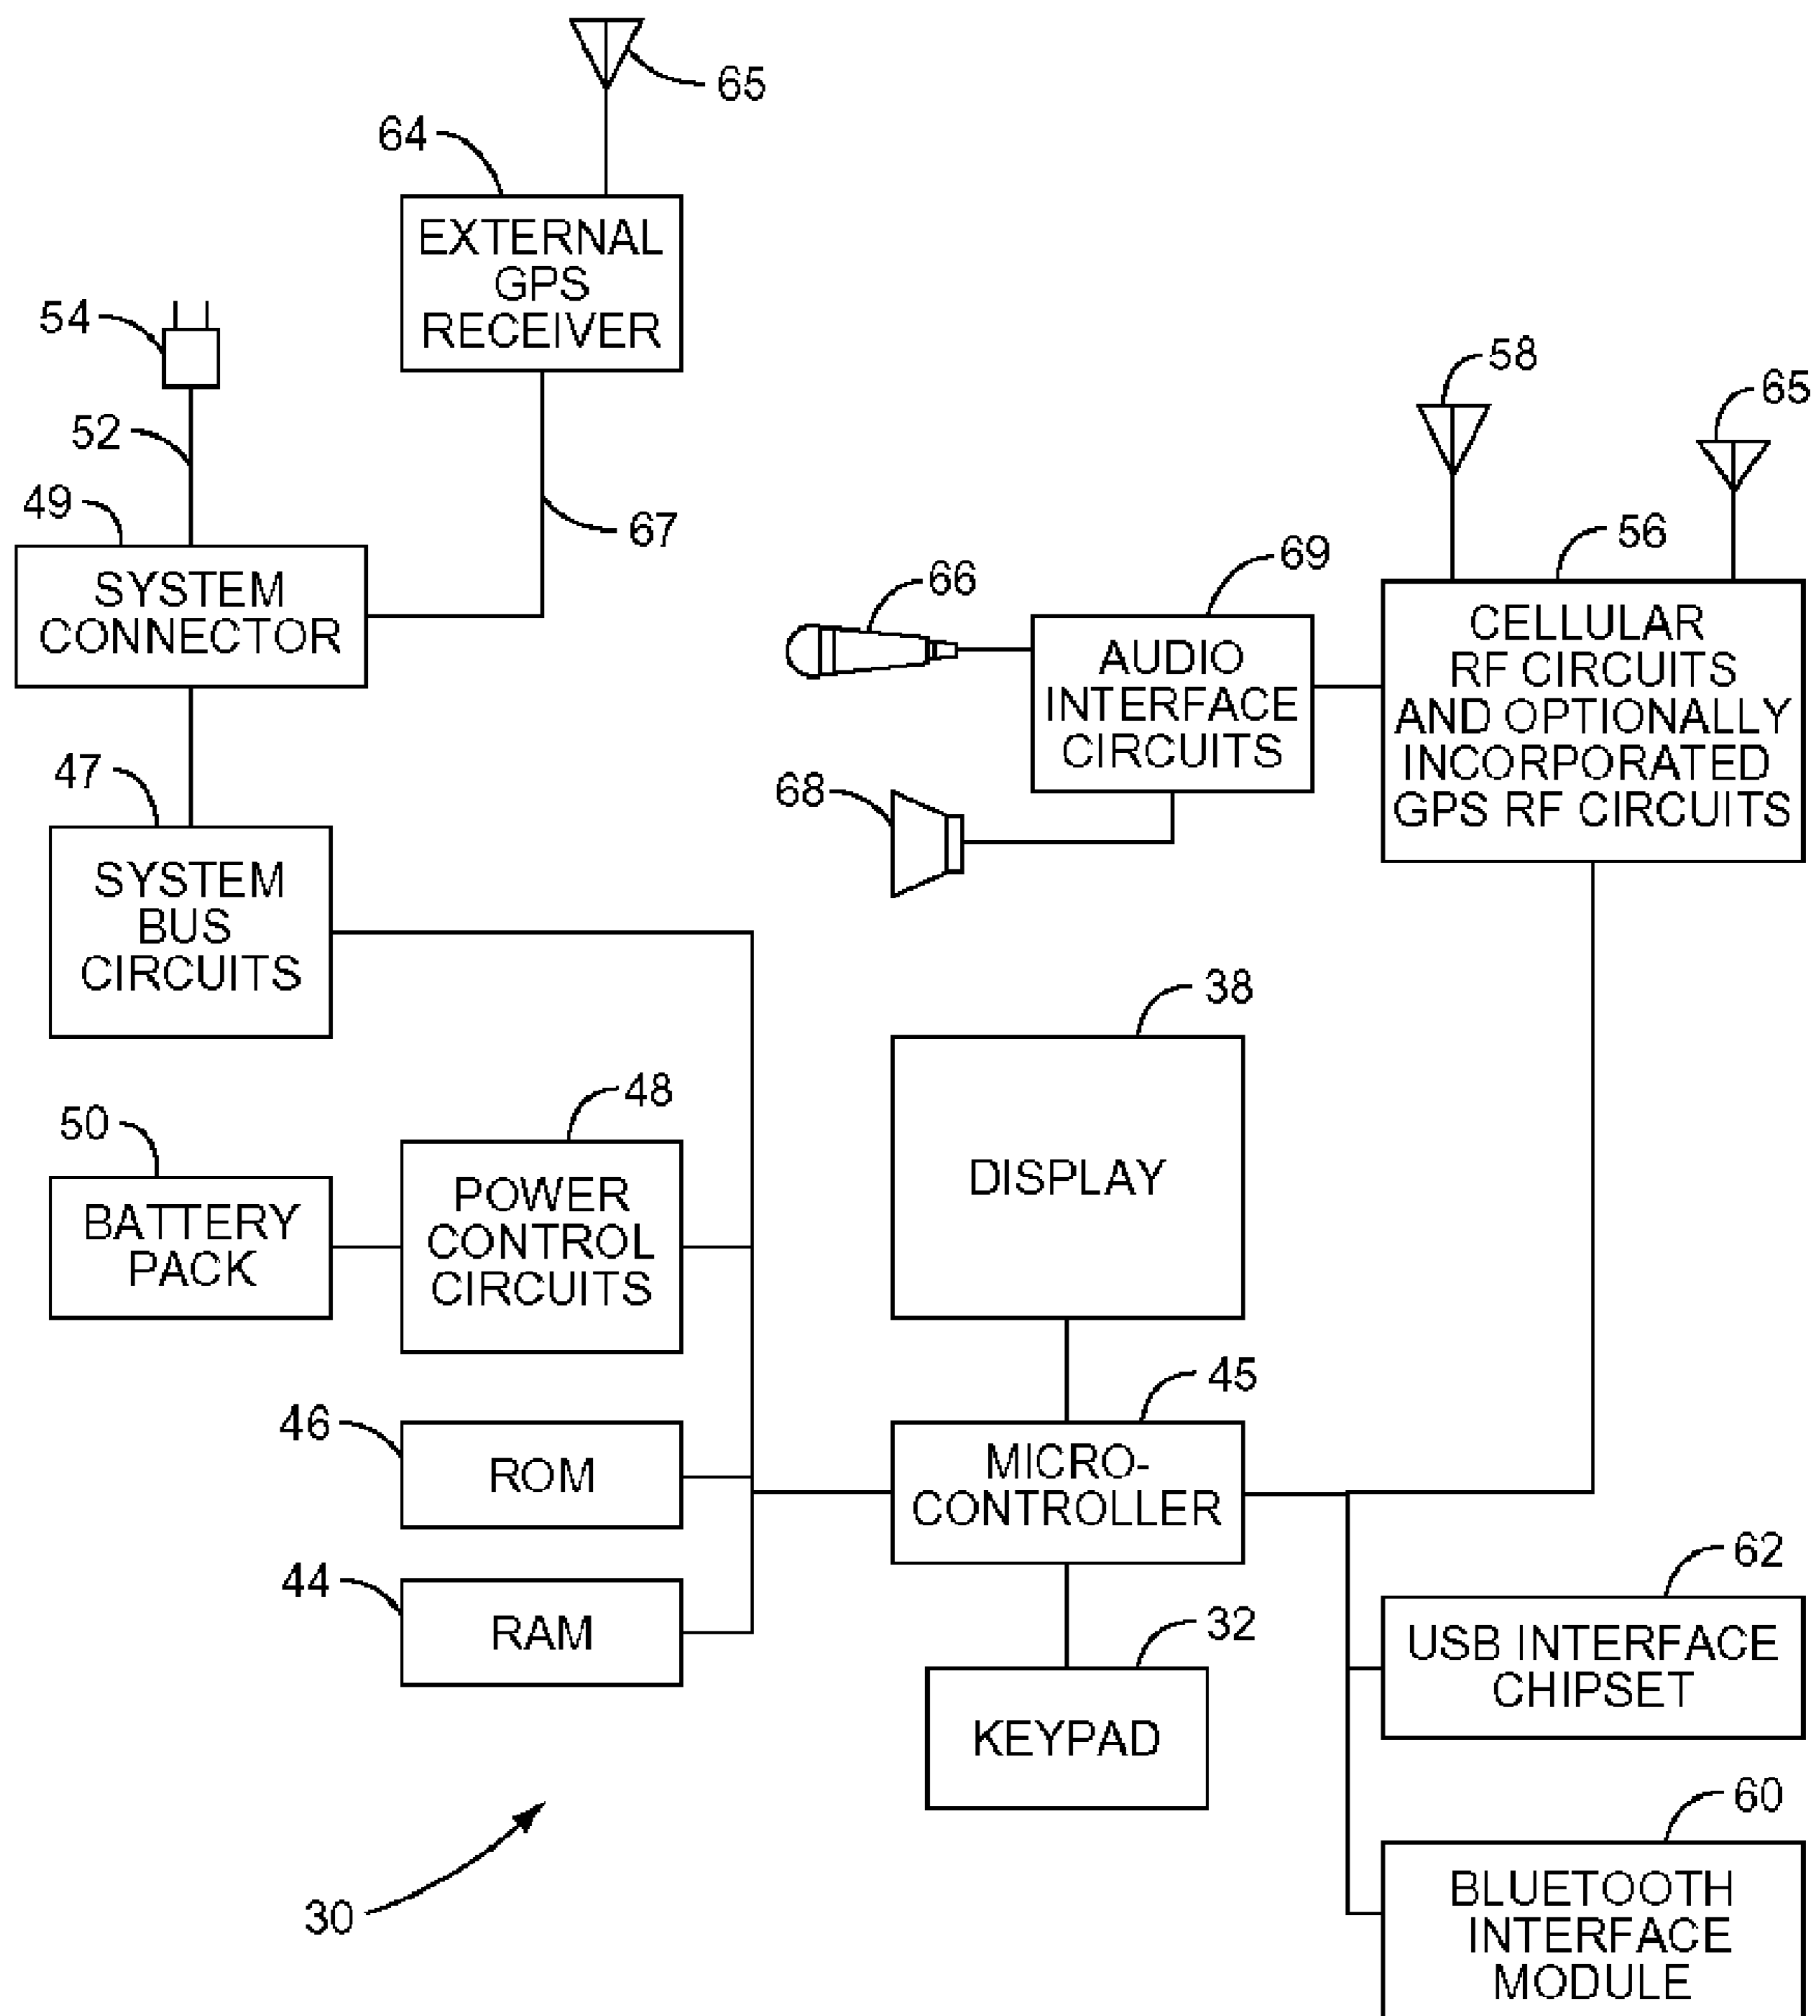 65
64
EXTERNAL
GPS
RECEIVER
54
52
49
67
SYSTEM
CONNECTOR
58
65
56
69
66
AUDIO
INTERFACE
CIRCUITS
CELLULAR
RF CIRCUITS
AND OPTIONALLY
INCORPORATED
GPS RF CIRCUITS
68
47
SYSTEM
BUS
CIRCUITS
38
DISPLAY
50
BATTERY
PACK
48
POWER
CONTROL
CIRCUITS
46
ROM
45
MICRO-
CONTROLLER
44
RAM
32
KEYPAD
62
USB INTERFACE
CHIPSET
60
BLUETOOTH
INTERFACE
MODULE
30